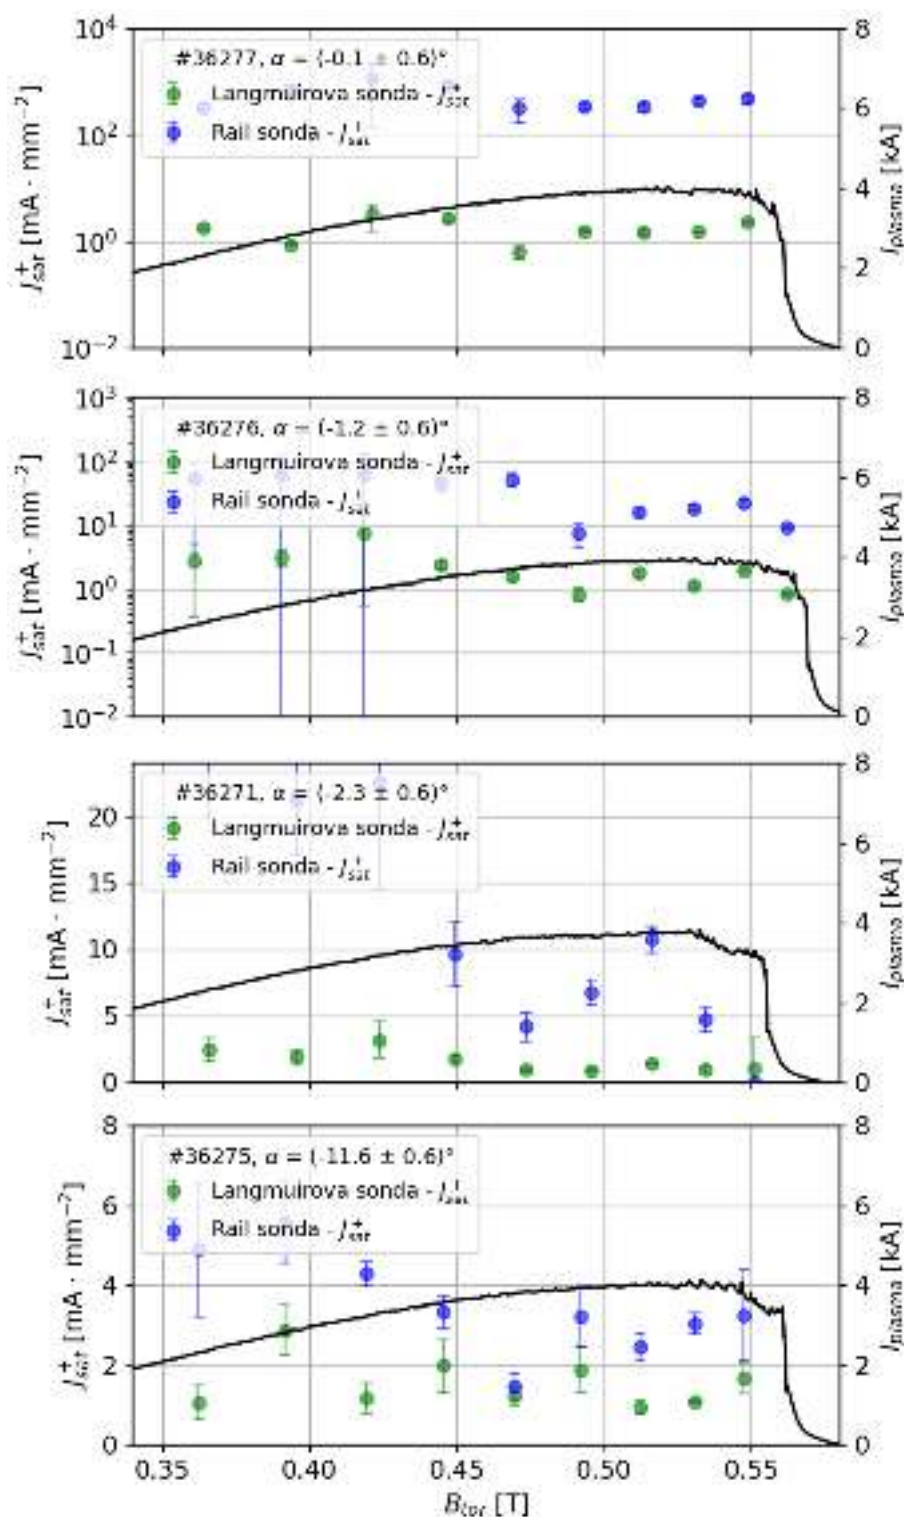 #36277, α = (-0.1 ± 0.6)°
Langmuirova sonda - J⁺sat
Rail sonda - J⁺sat
J⁺sat [mA · mm⁻²]
10⁴
10²
10⁰
10⁻²
8
6
4
2
0
Iplasma [kA]
#36276, α = (-1.2 ± 0.6)°
Langmuirova sonda - J⁺sat
Rail sonda - J⁺sat
J⁺sat [mA · mm⁻²]
10³
10²
10¹
10⁰
10⁻¹
10⁻²
8
6
4
2
0
Iplasma [kA]
#36271, α = (-2.3 ± 0.6)°
Langmuirova sonda - J⁺sat
Rail sonda - J⁺sat
J⁺sat [mA · mm⁻²]
20
15
10
5
0
8
6
4
2
0
Iplasma [kA]
#36275, α = (-11.6 ± 0.6)°
Langmuirova sonda - J⁺sat
Rail sonda - J⁺sat
J⁺sat [mA · mm⁻²]
8
6
4
2
0
8
6
4
2
0
Iplasma [kA]
0.35 0.40 0.45 0.50 0.55
Btor [T]